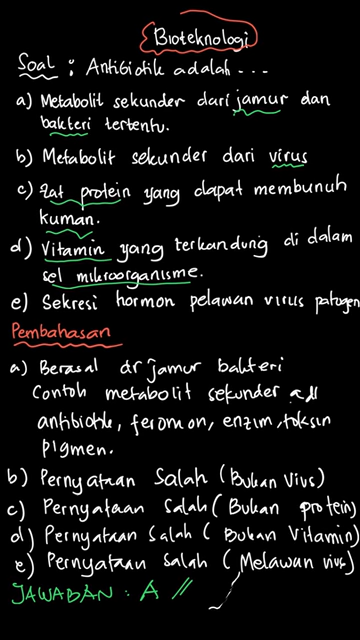 Bioteknologi
Soal : Antibiotik adalah ...
a) Metabolit sekunder dari jamur dan
bakteri tertentu.
b) Metabolit sekunder dari virus
c) Zat protein yang dapat membunuh
kuman.
d) Vitamin yang terkandung di dalam
sel mikroorganisme.
e) Sekresi hormon pelawan virus patogen
Pembahasan
a) Berasal dr jamur bakteri
Contoh metabolit sekunder adl
antibiotik, feromon, enzim, toksin
pigmen.
b) Pernyataan Salah (Bukan Vius)
c) Pernyataan Salah (Bukan protein)
d) Pernyataan Salah (Bukan Vitamin)
e) Pernyataan salah (Melawan vius)
JAWABAN : A //